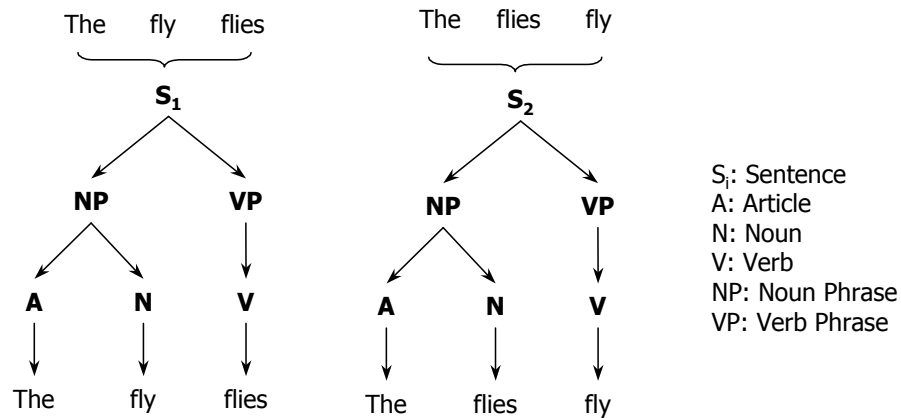 The fly flies
The flies fly
S₁
S₂
NP VP
NP VP
S_i: Sentence
A: Article
N: Noun
V: Verb
NP: Noun Phrase
VP: Verb Phrase
A N V
A N V
The fly flies
The flies fly